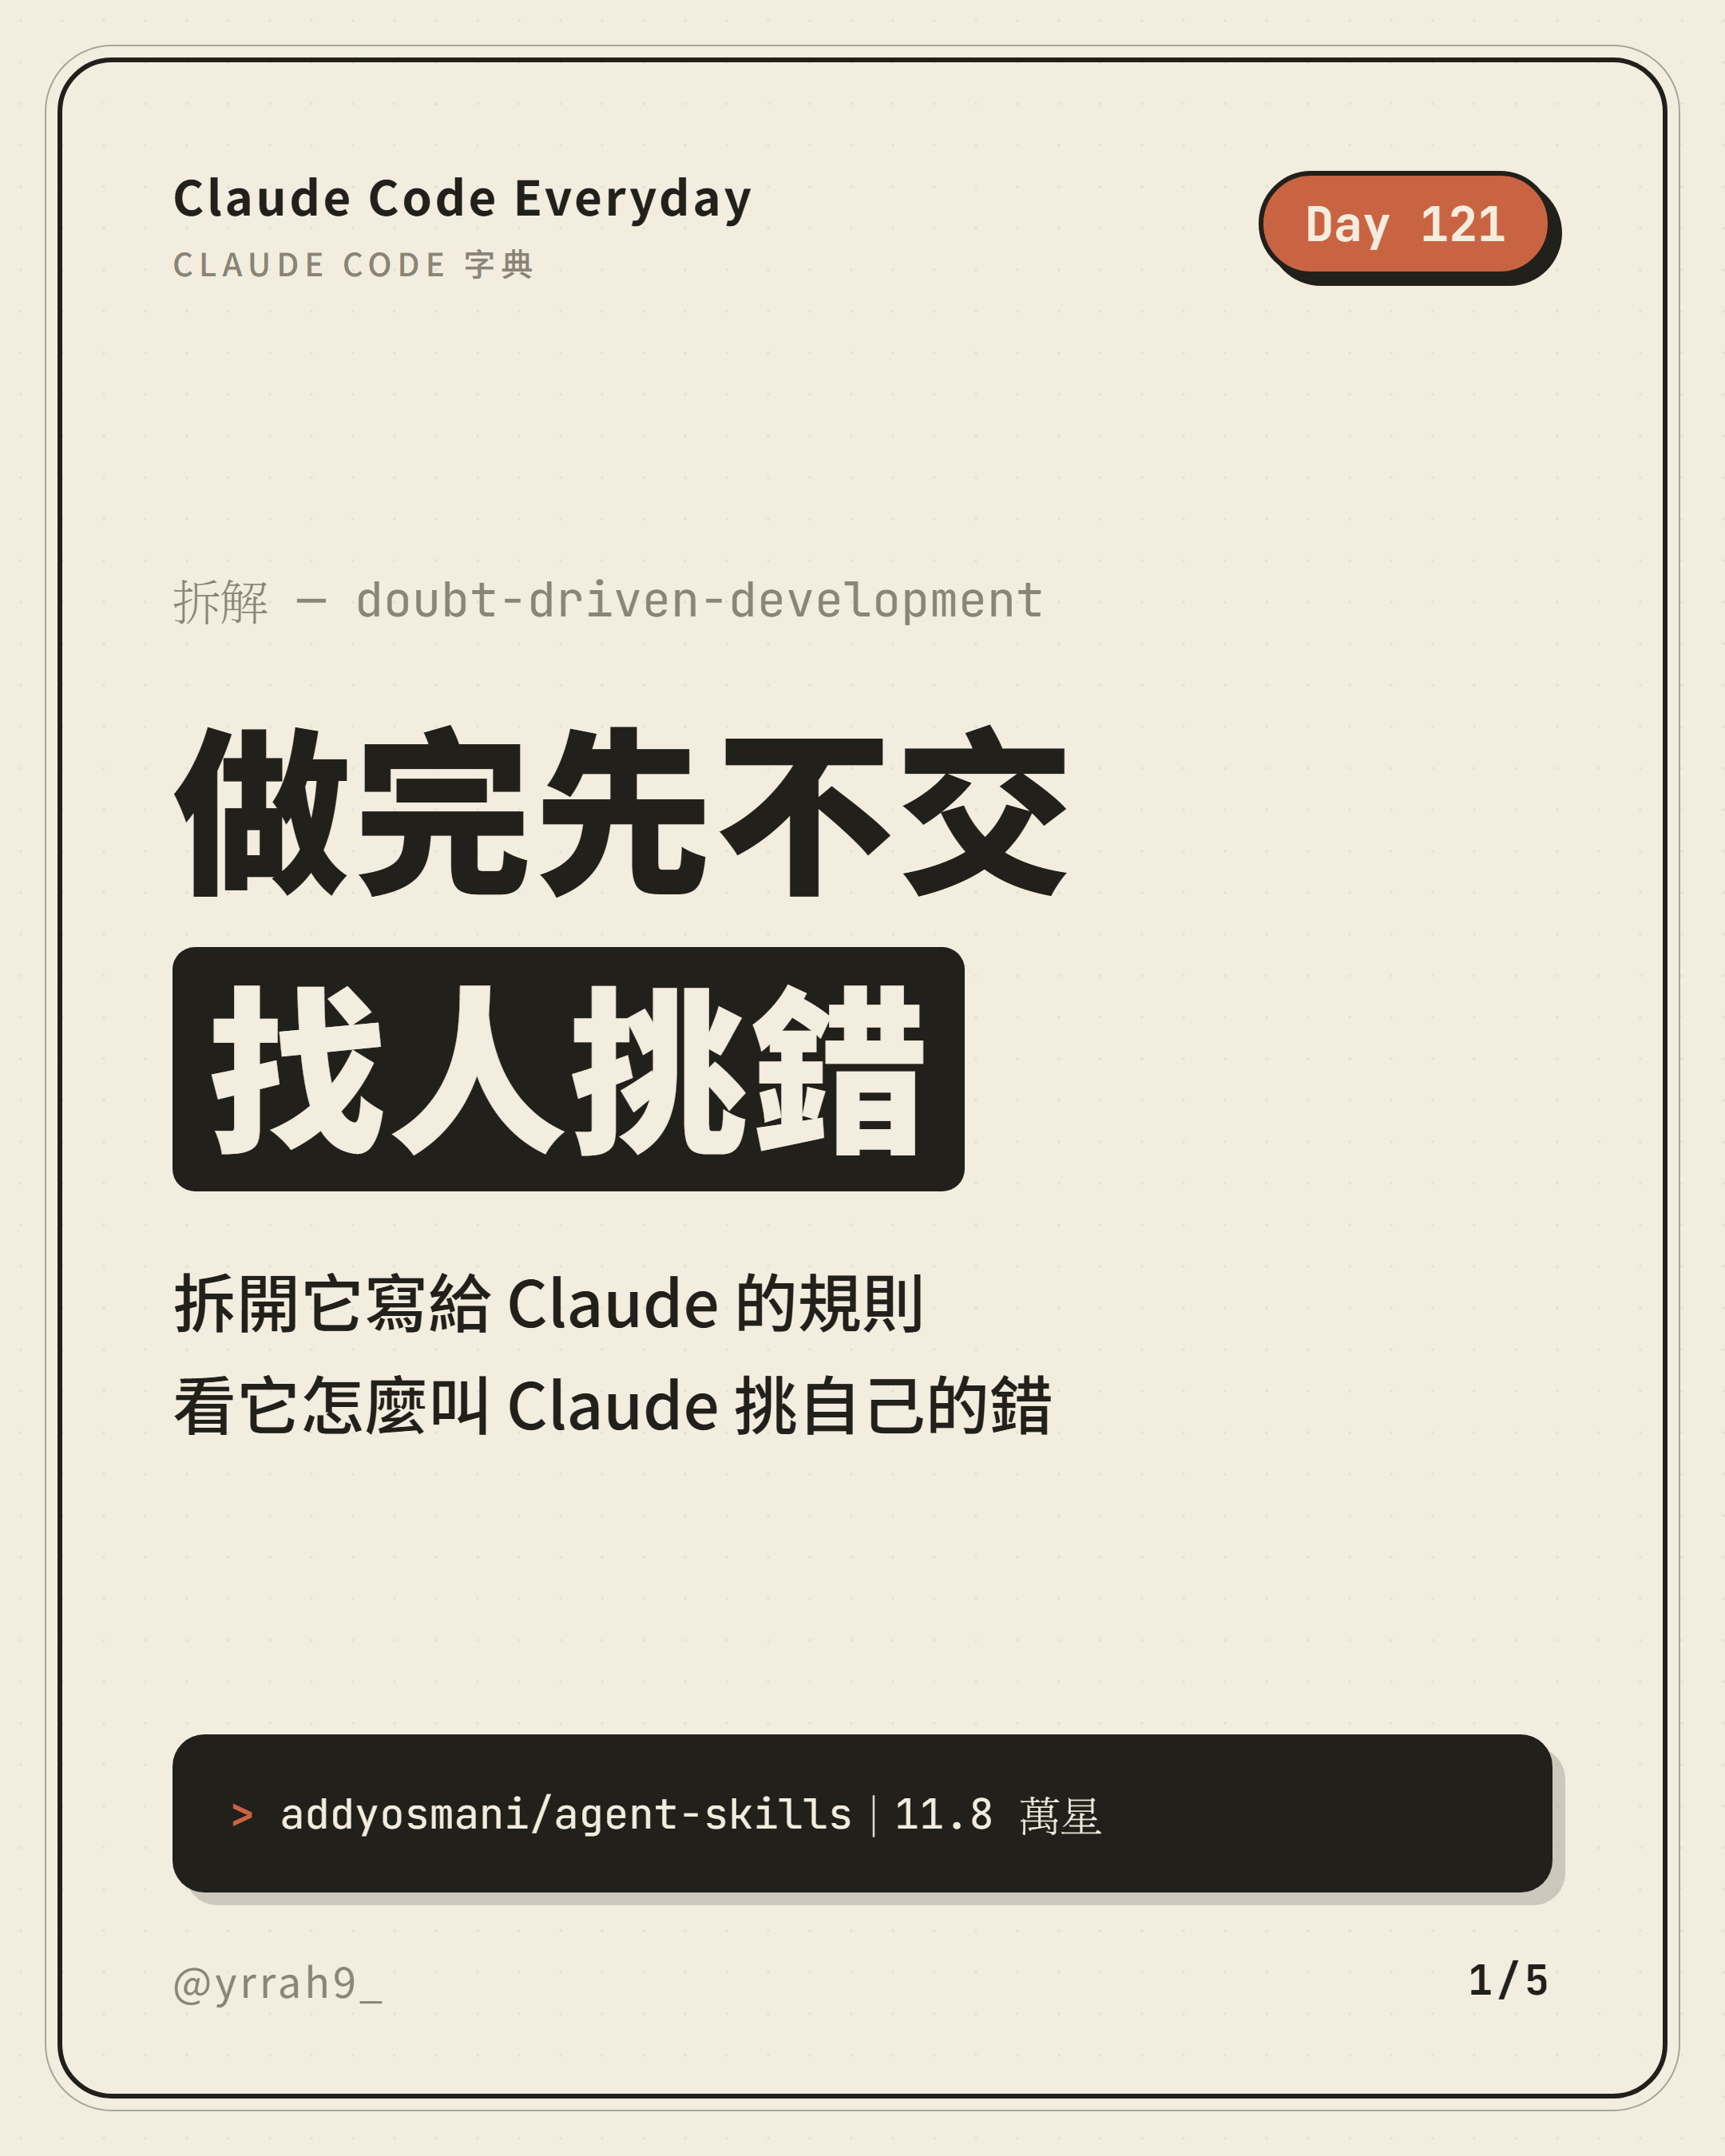 Claude Code Everyday
CLAUDE CODE 字典
Day 121
拆解 — doubt-driven-development
做完先不交
找人挑錯
拆開它寫給 Claude 的規則
看它怎麼叫 Claude 挑自己的錯
> addyosmani/agent-skills｜11.8 萬星
@yrrah9_
1/5